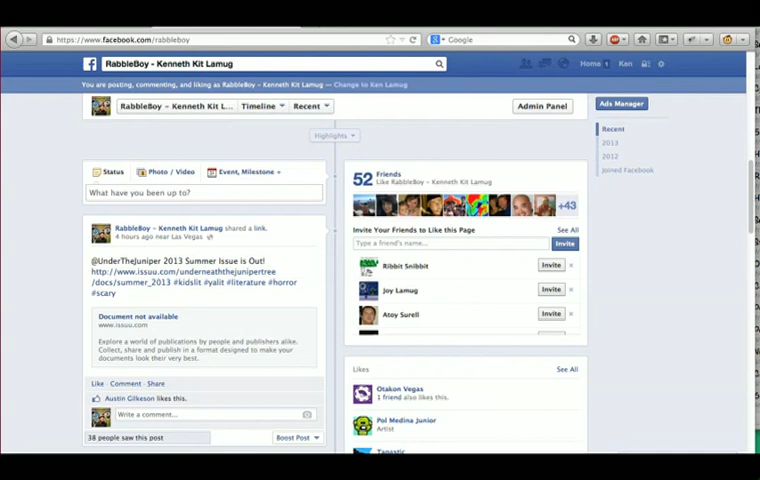 https://www.facebook.com/rabbleboy
Google
RabbleBoy - Kenneth Kit Lamug
Home 1
Ken
You are posting, commenting, and liking as RabbleBoy - Kenneth Kit Lamug — Change to Ken Lamug
RabbleBoy - Kenneth Kit L...
Timeline
Recent
Admin Panel
Ads Manager
Highlights
Recent
2013
2012
Joined Facebook
Status
Photo / Video
Event, Milestone +
What have you been up to?
52
Friends
Like RabbleBoy - Kenneth Kit Lamug
+43
Invite Your Friends to Like this Page
See All
Type a friend's name...
Invite
Ribbit Snibbit
Invite
Joy Lamug
Invite
Atoy Surell
Invite
RabbleBoy - Kenneth Kit Lamug shared a link.
4 hours ago near Las Vegas
@UnderTheJuniper 2013 Summer Issue is Out!
http://www.issuu.com/underneaththejunipertree
/docs/summer_2013 #kidslit #yalit #literature #horror
#scary
Document not available
www.issuu.com
Explore a world of publications by people and publishers alike.
Collect, share and publish in a format designed to make your
documents look their very best.
Like · Comment · Share
Austin Gilkeson likes this.
Write a comment...
38 people saw this post
Boost Post
Likes
See All
Otakon Vegas
1 friend also likes this.
Pol Medina Junior
Artist